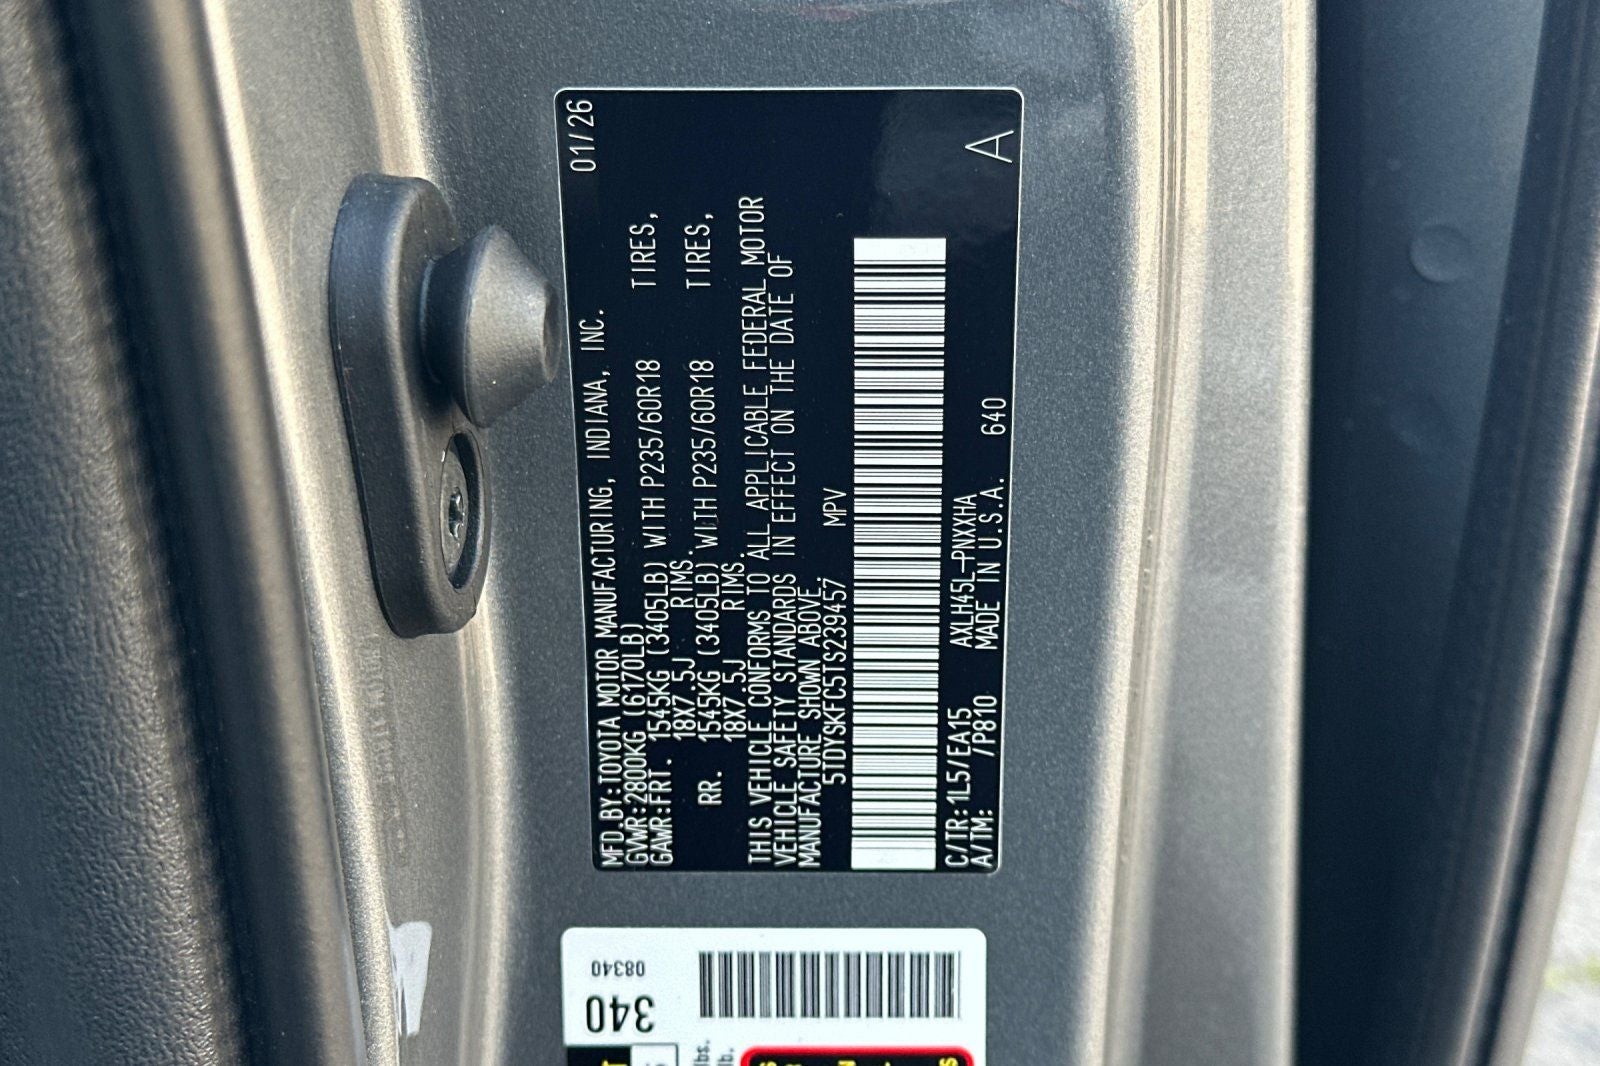 01/26
MFD.BY:TOYOTA MOTOR MANUFACTURING, INDIANA, INC.
GVWR:2800KG (6170LB)
GAWR:FRT. 1545KG (3405LB) WITH P235/60R18 TIRES,
18X7.5J RIMS.
RR. 1545KG (3405LB) WITH P235/60R18 TIRES,
18X7.5J RIMS.
THIS VEHICLE CONFORMS TO ALL APPLICABLE FEDERAL MOTOR
VEHICLE SAFETY STANDARDS IN EFFECT ON THE DATE OF
MANUFACTURE SHOWN ABOVE.
5TDYSKFC5TS239457 MPV
C/TR:1L5/EA15 AXLH45L-PNXXHA
A/TM: /P810 MADE IN U.S.A. 640
A
08340
340
lbs.
lb.